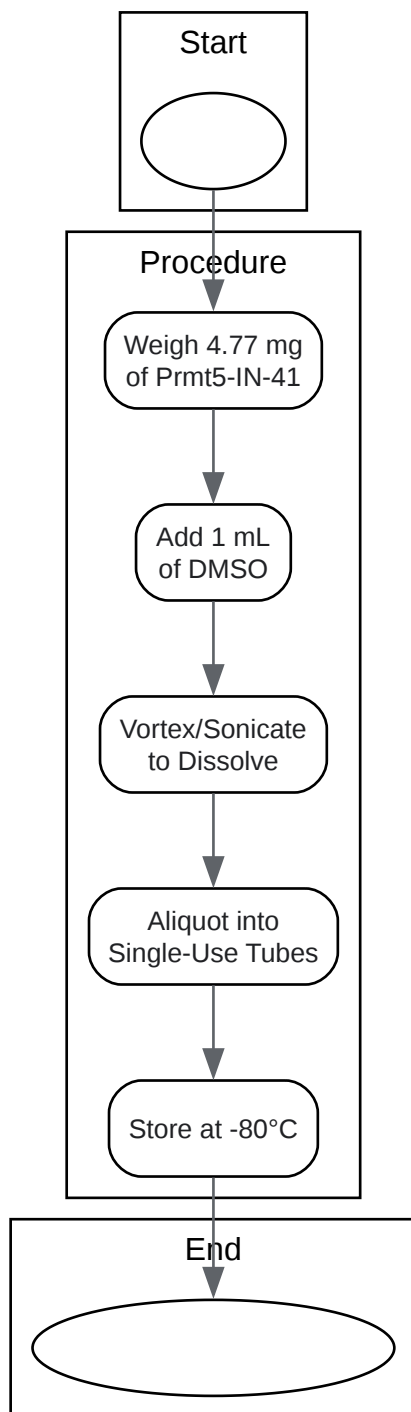 Start
Procedure
Weigh 4.77 mg
of Prmt5-IN-41
Add 1 mL
of DMSO
Vortex/Sonicate
to Dissolve
Aliquot into
Single-Use Tubes
Store at -80°C
End